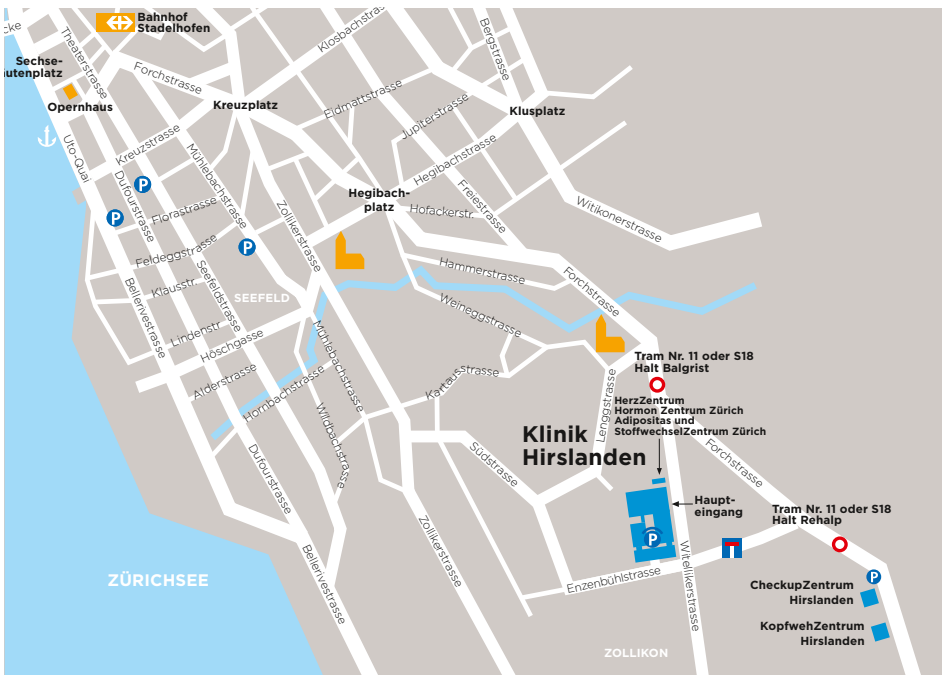 Bahnhof
Stadelhofen
Theaterstrasse
Sechse-
Opernhaus
Forchstrasse
Klosbachstrasse
Bergstrasse
Kreuzplatz
Eidmattstrasse
Jupiterstrasse
Klusplatz
Uto-Quai
Kreuzstrasse
Mühlebachstrasse
Hegibachstrasse
Dufourstrasse
Hegibach-
platz
Freiestrasse
Hofackerstr.
Witikonerstrasse
P
P
P
Florastrasse
Zollikerstrasse
Feldeggstrasse
Klausstr.
SEEFELD
Seefeldstrasse
Hammerstrasse
Forchstrasse
Weineggstrasse
Bellerivestrasse
Lindenstr.
Höschgasse
Mühlebachstrasse
Alderstrasse
Hornbachstrasse
Wildbachstrasse
Kartausstrasse
Tram Nr. 11 oder S18
Halt Balgrist
Lenggstrasse
HerzZentrum
Hormon Zentrum Zürich
Adipositas und
StoffwechselZentrum Zürich
Klinik
Hirslanden
Forchstrasse
Südstrasse
Dufourstrasse
Haupt-
eingang
Tram Nr. 11 oder S18
Halt Rehalp
P
Zollikerstrasse
Bellerivestrasse
Enzenbühlstrasse
Witellikerstrasse
ZÜRICHSEE
P
CheckupZentrum
Hirslanden
KopfwehZentrum
Hirslanden
ZOLLIKON